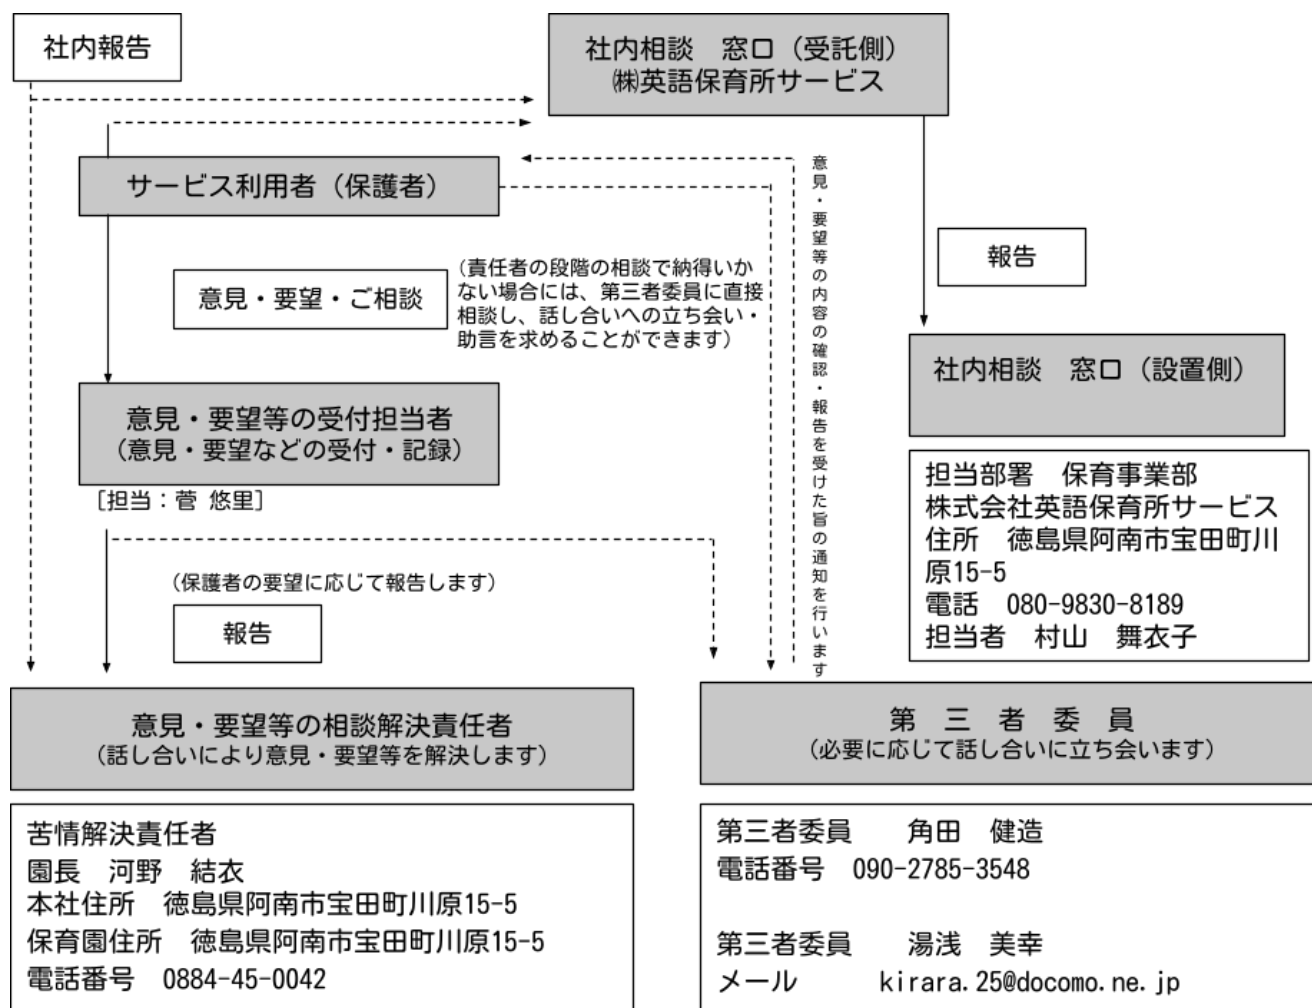 社内報告
社内相談　窓口（受託側）
㈱英語保育所サービス
サービス利用者（保護者）
意見・要望・ご相談
（責任者の段階の相談で納得いか
ない場合には、第三者委員に直接
相談し、話し合いへの立ち会い・
助言を求めることができます）
意見・要望等の内容の確認・報告を受けた旨の通知を行います
報告
社内相談　窓口（設置側）
担当部署　保育事業部
株式会社英語保育所サービス
住所　徳島県阿南市宝田町川
原15-5
電話　080-9830-8189
担当者　村山　舞衣子
意見・要望等の受付担当者
（意見・要望などの受付・記録）
[担当：菅 悠里]
（保護者の要望に応じて報告します）
報告
意見・要望等の相談解決責任者
（話し合いにより意見・要望等を解決します）
苦情解決責任者
園長　河野　結衣
本社住所　徳島県阿南市宝田町川原15-5
保育園住所　徳島県阿南市宝田町川原15-5
電話番号　0884-45-0042
第　三　者　委　員
（必要に応じて話し合いに立ち会います）
第三者委員　　角田　健造
電話番号　090-2785-3548
第三者委員　　湯浅　美幸
メール　　　kirara.25@docomo.ne.jp